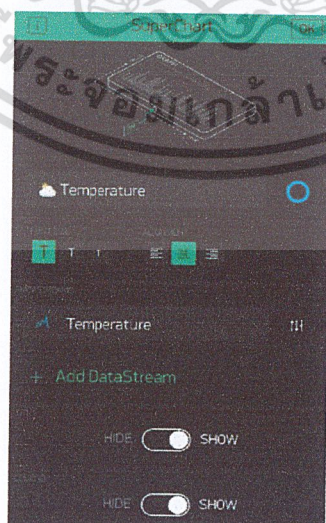 SuperChart
OK
พระจอมเกล้าเ
Temperature
T T T
Temperature
+ Add DataStream
HIDE SHOW
HIDE SHOW